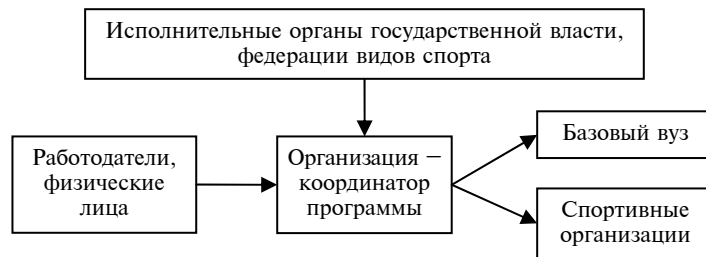 Исполнительные органы государственной власти,
федерации видов спорта
Работодатели,
физические
лица
Организация –
координатор
программы
Базовый вуз
Спортивные
организации